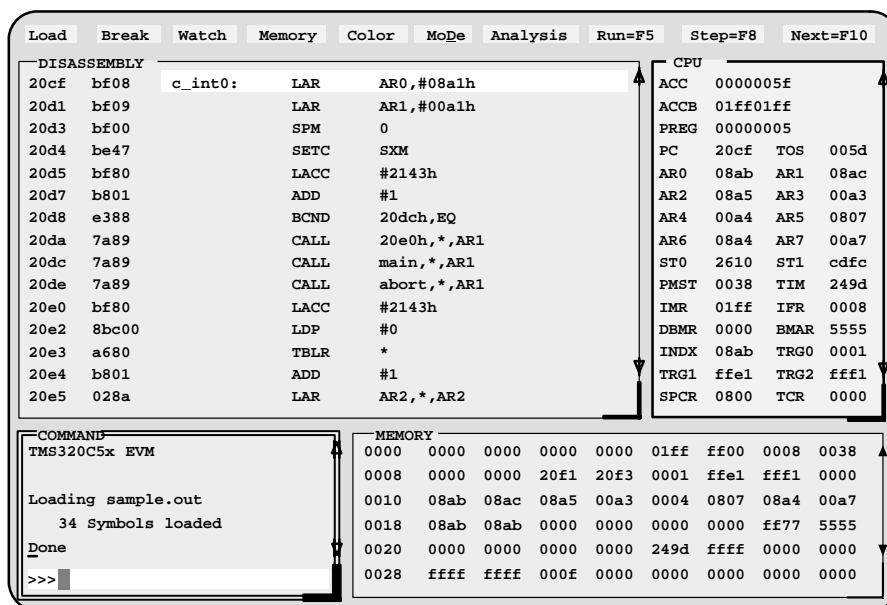 Load Break Watch Memory Color MoDe Analysis Run=F5 Step=F8 Next=F10
DISASSEMBLY
20cf bf08 c_int0: LAR AR0,#08a1h
20d1 bf09 LAR AR1,#00a1h
20d3 bf00 SPM 0
20d4 be47 SETC SXM
20d5 bf80 LACC #2143h
20d7 b801 ADD #1
20d8 e388 BCND 20dch,EQ
20da 7a89 CALL 20e0h,*,AR1
20dc 7a89 CALL main,*,AR1
20de 7a89 CALL abort,*,AR1
20e0 bf80 LACC #2143h
20e2 8bc00 LDP #0
20e3 a680 TBLR *
20e4 b801 ADD #1
20e5 028a LAR AR2,*,AR2
CPU
ACC 0000005f
ACCB 01ff01ff
PREG 00000005
PC 20cf TOS 005d
AR0 08ab AR1 08ac
AR2 08a5 AR3 00a3
AR4 00a4 AR5 0807
AR6 08a4 AR7 00a7
ST0 2610 ST1 cdfc
PMST 0038 TIM 249d
IMR 01ff IFR 0008
DBMR 0000 BMAR 5555
INDX 08ab TRG0 0001
TRG1 ffe1 TRG2 fff1
SPCR 0800 TCR 0000
COMMAND
TMS320C5x EVM
Loading sample.out
34 Symbols loaded
Done
>>>
MEMORY
0000 0000 0000 0000 0000 01ff ff00 0008 0038
0008 0000 0000 20f1 20f3 0001 ffe1 fff1 0000
0010 08ab 08ac 08a5 00a3 0004 0807 08a4 00a7
0018 08ab 08ab 0000 0000 0000 0000 ff77 5555
0020 0000 0000 0000 0000 249d ffff 0000 0000
0028 ffff ffff 000f 0000 0000 0000 0000 0000